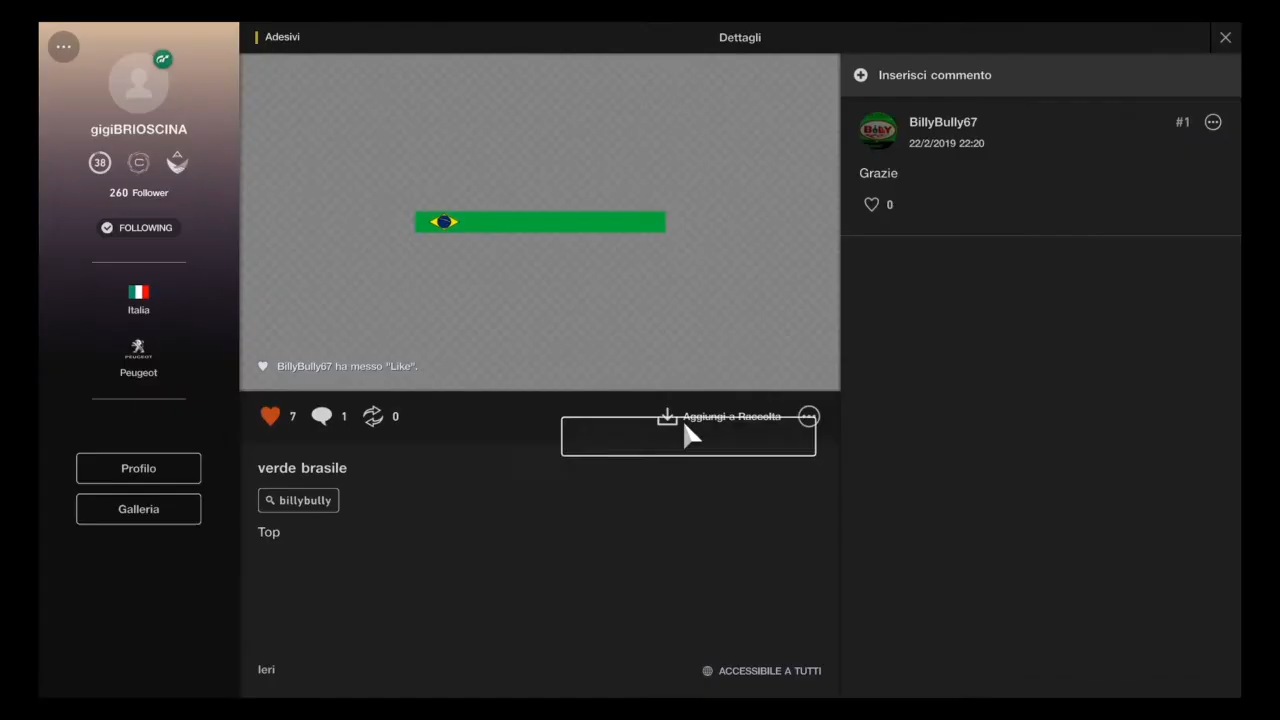 Adesivi
Dettagli
gigiBRIOSCINA
38
C
260 Follower
FOLLOWING
Italia
PEUGEOT
Peugeot
Profilo
Galleria
BillyBully67 ha messo "Like".
7
1
0
Aggiungi a Raccolta
verde brasile
billybully
Top
Ieri
ACCESSIBILE A TUTTI
Inserisci commento
BillyBully67
#1
22/2/2019 22:20
Grazie
0